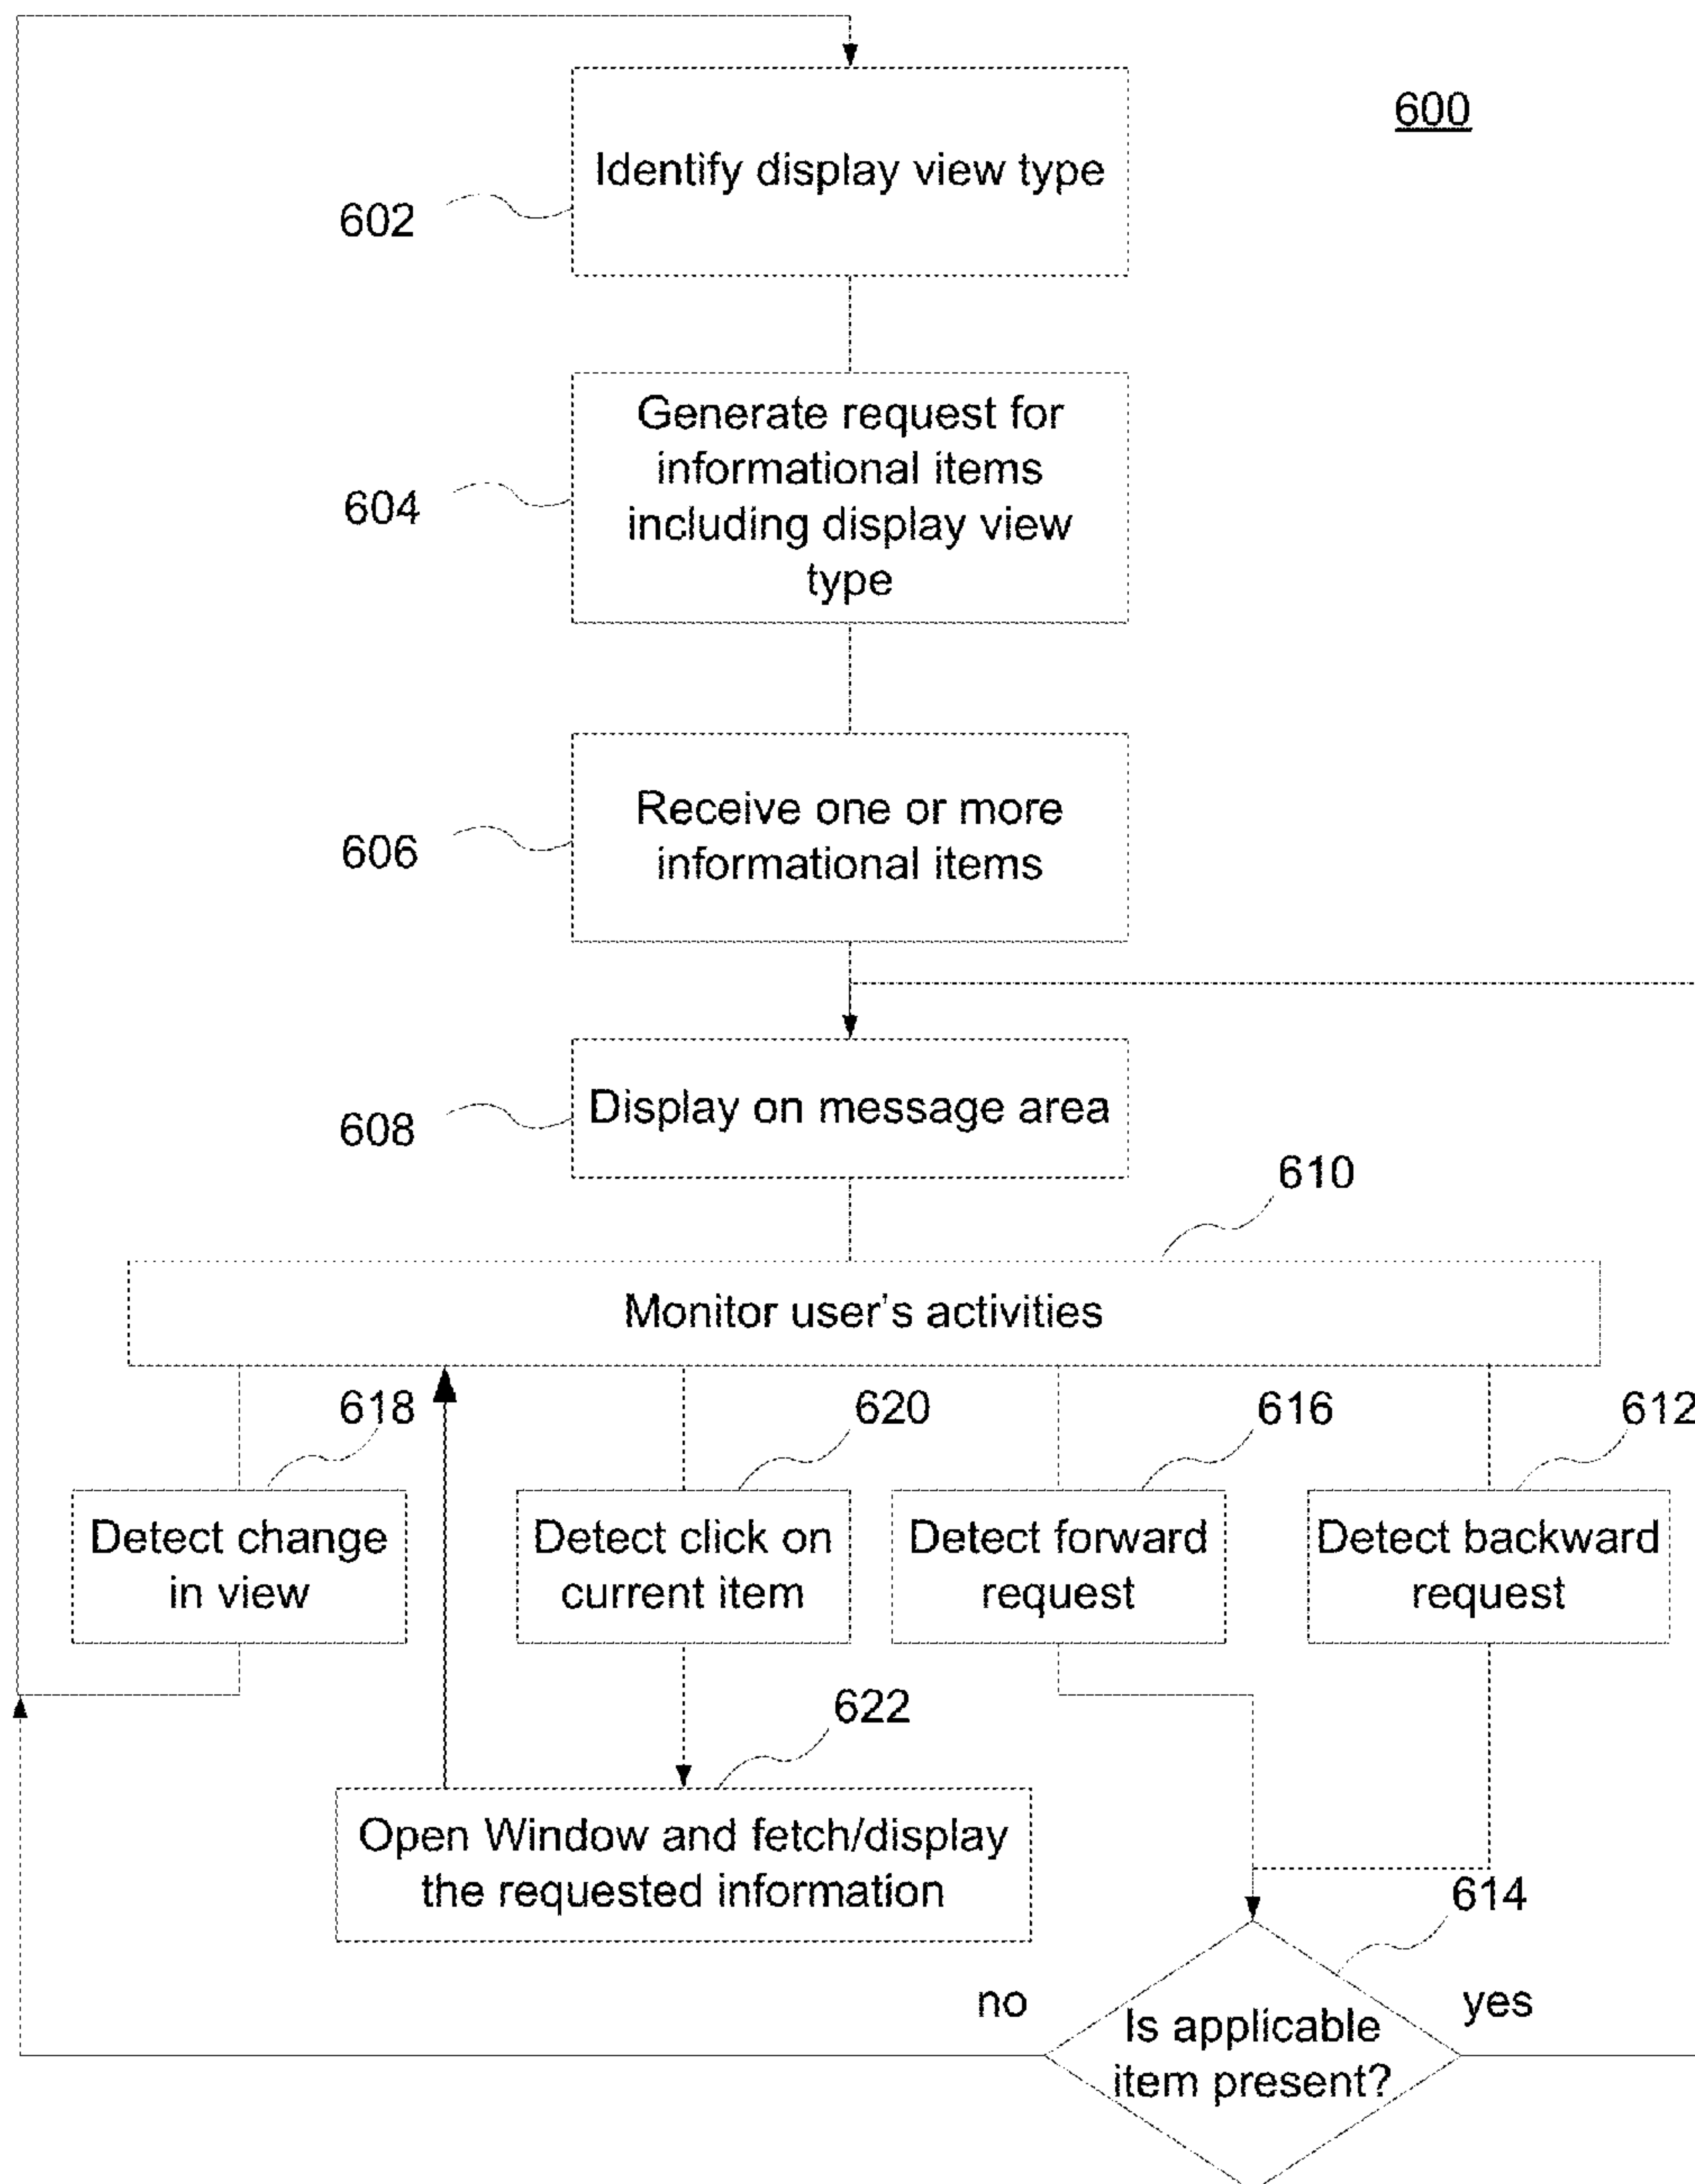 600
Identify display view type
602
Generate request for
informational items
including display view
type
604
Receive one or more
informational items
606
Display on message area
608
610
Monitor user's activities
618
620
616
612
Detect change
in view
Detect click on
current item
Detect forward
request
Detect backward
request
622
Open Window and fetch/display
the requested information
614
no
yes
Is applicable
item present?